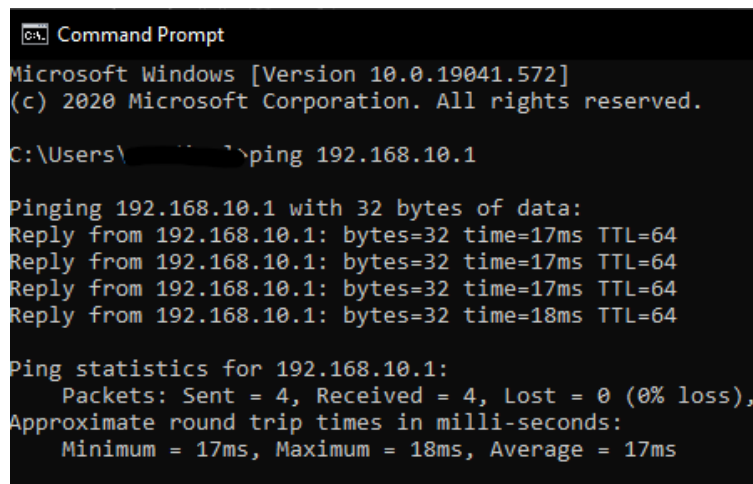 Command Prompt
Microsoft Windows [Version 10.0.19041.572]
(c) 2020 Microsoft Corporation. All rights reserved.
C:\Users\ >ping 192.168.10.1
Pinging 192.168.10.1 with 32 bytes of data:
Reply from 192.168.10.1: bytes=32 time=17ms TTL=64
Reply from 192.168.10.1: bytes=32 time=17ms TTL=64
Reply from 192.168.10.1: bytes=32 time=17ms TTL=64
Reply from 192.168.10.1: bytes=32 time=18ms TTL=64
Ping statistics for 192.168.10.1:
Packets: Sent = 4, Received = 4, Lost = 0 (0% loss),
Approximate round trip times in milli-seconds:
Minimum = 17ms, Maximum = 18ms, Average = 17ms